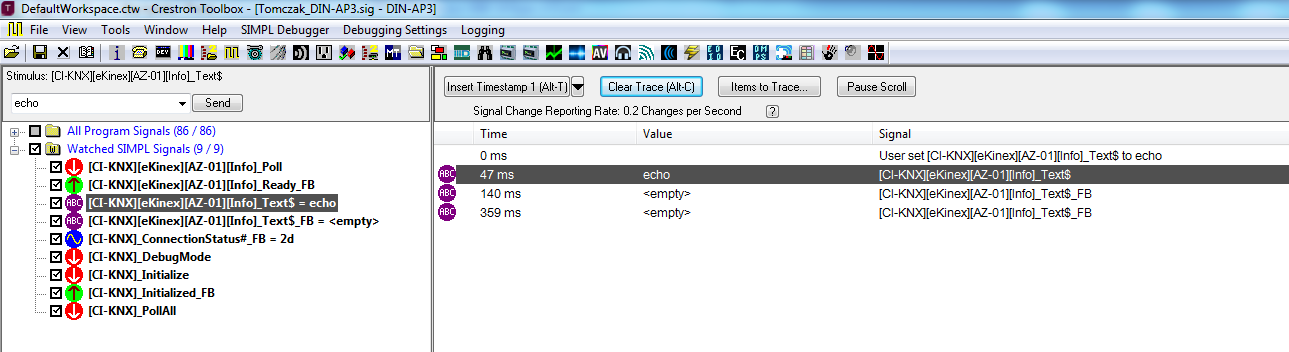 DefaultWorkspace.ctw - Crestron Toolbox - [Tomczak_DIN-AP3.sig - DIN-AP3]
File View Tools Window Help SIMPL Debugger Debugging Settings Logging
Stimulus: [CI-KNX][eKinex][AZ-01][Info]_Text$
echo Send
All Program Signals (86 / 86)
Watched SIMPL Signals (9 / 9)
[CI-KNX][eKinex][AZ-01][Info]_Poll
[CI-KNX][eKinex][AZ-01][Info]_Ready_FB
ABC [CI-KNX][eKinex][AZ-01][Info]_Text$ = echo
ABC [CI-KNX][eKinex][AZ-01][Info]_Text$_FB = <empty>
[CI-KNX]_ConnectionStatus#_FB = 2d
[CI-KNX]_DebugMode
[CI-KNX]_Initialize
[CI-KNX]_Initialized_FB
[CI-KNX]_PollAll
Insert Timestamp 1 (Alt-T) Clear Trace (Alt-C) Items to Trace... Pause Scroll
Signal Change Reporting Rate: 0.2 Changes per Second ?
Time Value Signal
0 ms User set [CI-KNX][eKinex][AZ-01][Info]_Text$ to echo
ABC 47 ms echo [CI-KNX][eKinex][AZ-01][Info]_Text$
ABC 140 ms <empty> [CI-KNX][eKinex][AZ-01][Info]_Text$_FB
ABC 359 ms <empty> [CI-KNX][eKinex][AZ-01][Info]_Text$_FB